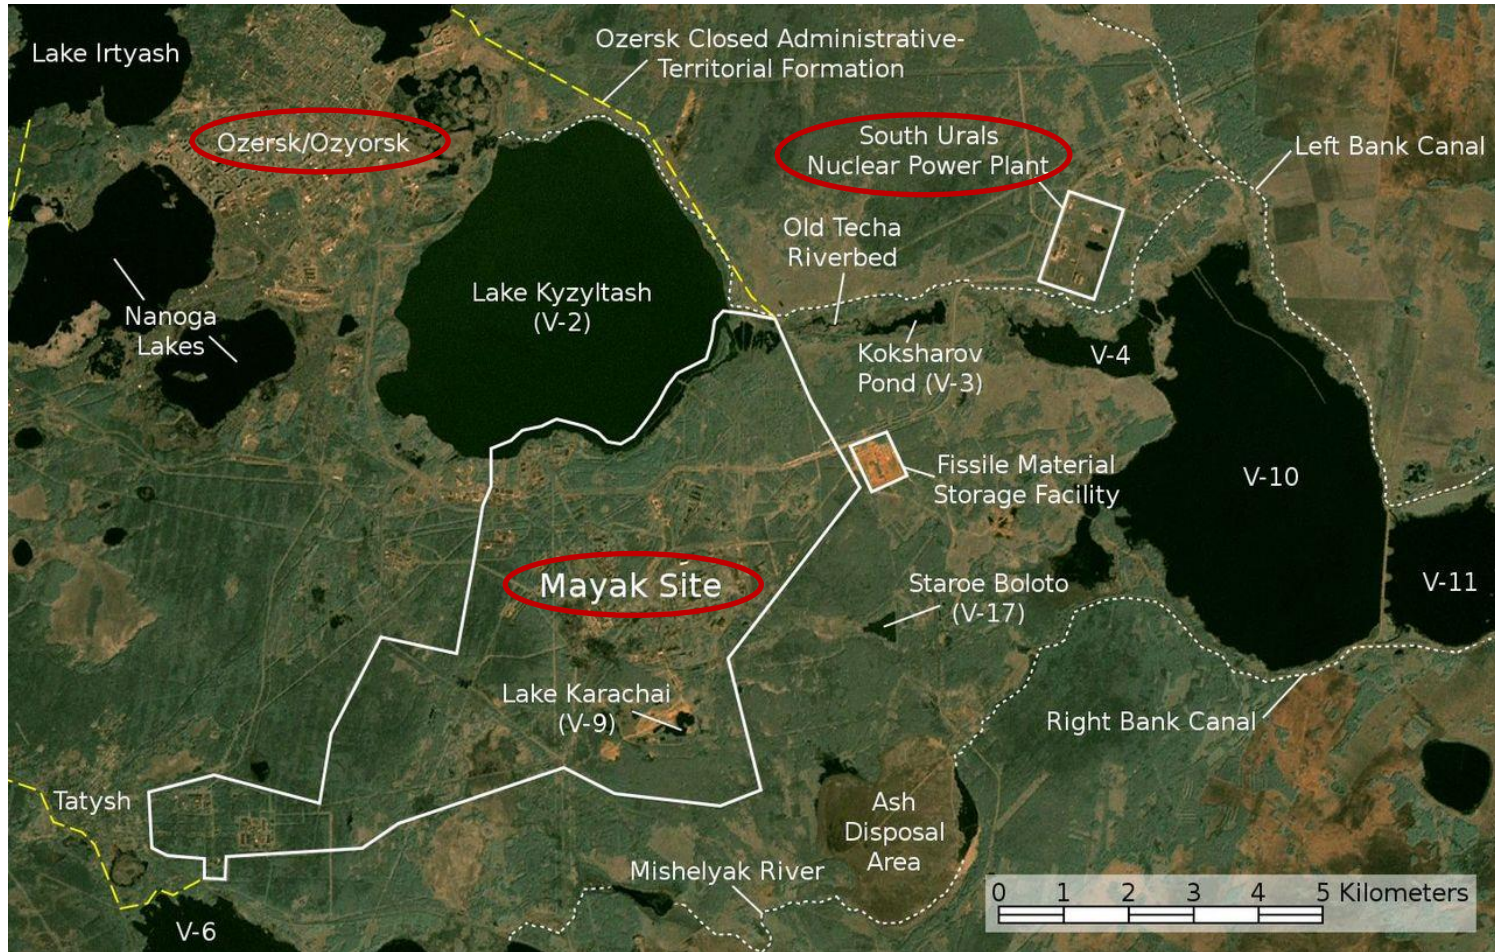 Lake Irtyash
Ozersk Closed Administrative-
Territorial Formation
Ozersk/Ozyorsk
South Urals
Nuclear Power Plant
Left Bank Canal
Old Techa
Riverbed
Lake Kyzyltash
(V-2)
Nanoga
Lakes
Koksharov
Pond (V-3)
V-4
Fissile Material
Storage Facility
V-10
Mayak Site
Staroe Boloto
(V-17)
V-11
Lake Karachai
(V-9)
Right Bank Canal
Tatysh
Ash
Disposal
Area
Mishelyak River
0 1 2 3 4 5 Kilometers
V-6